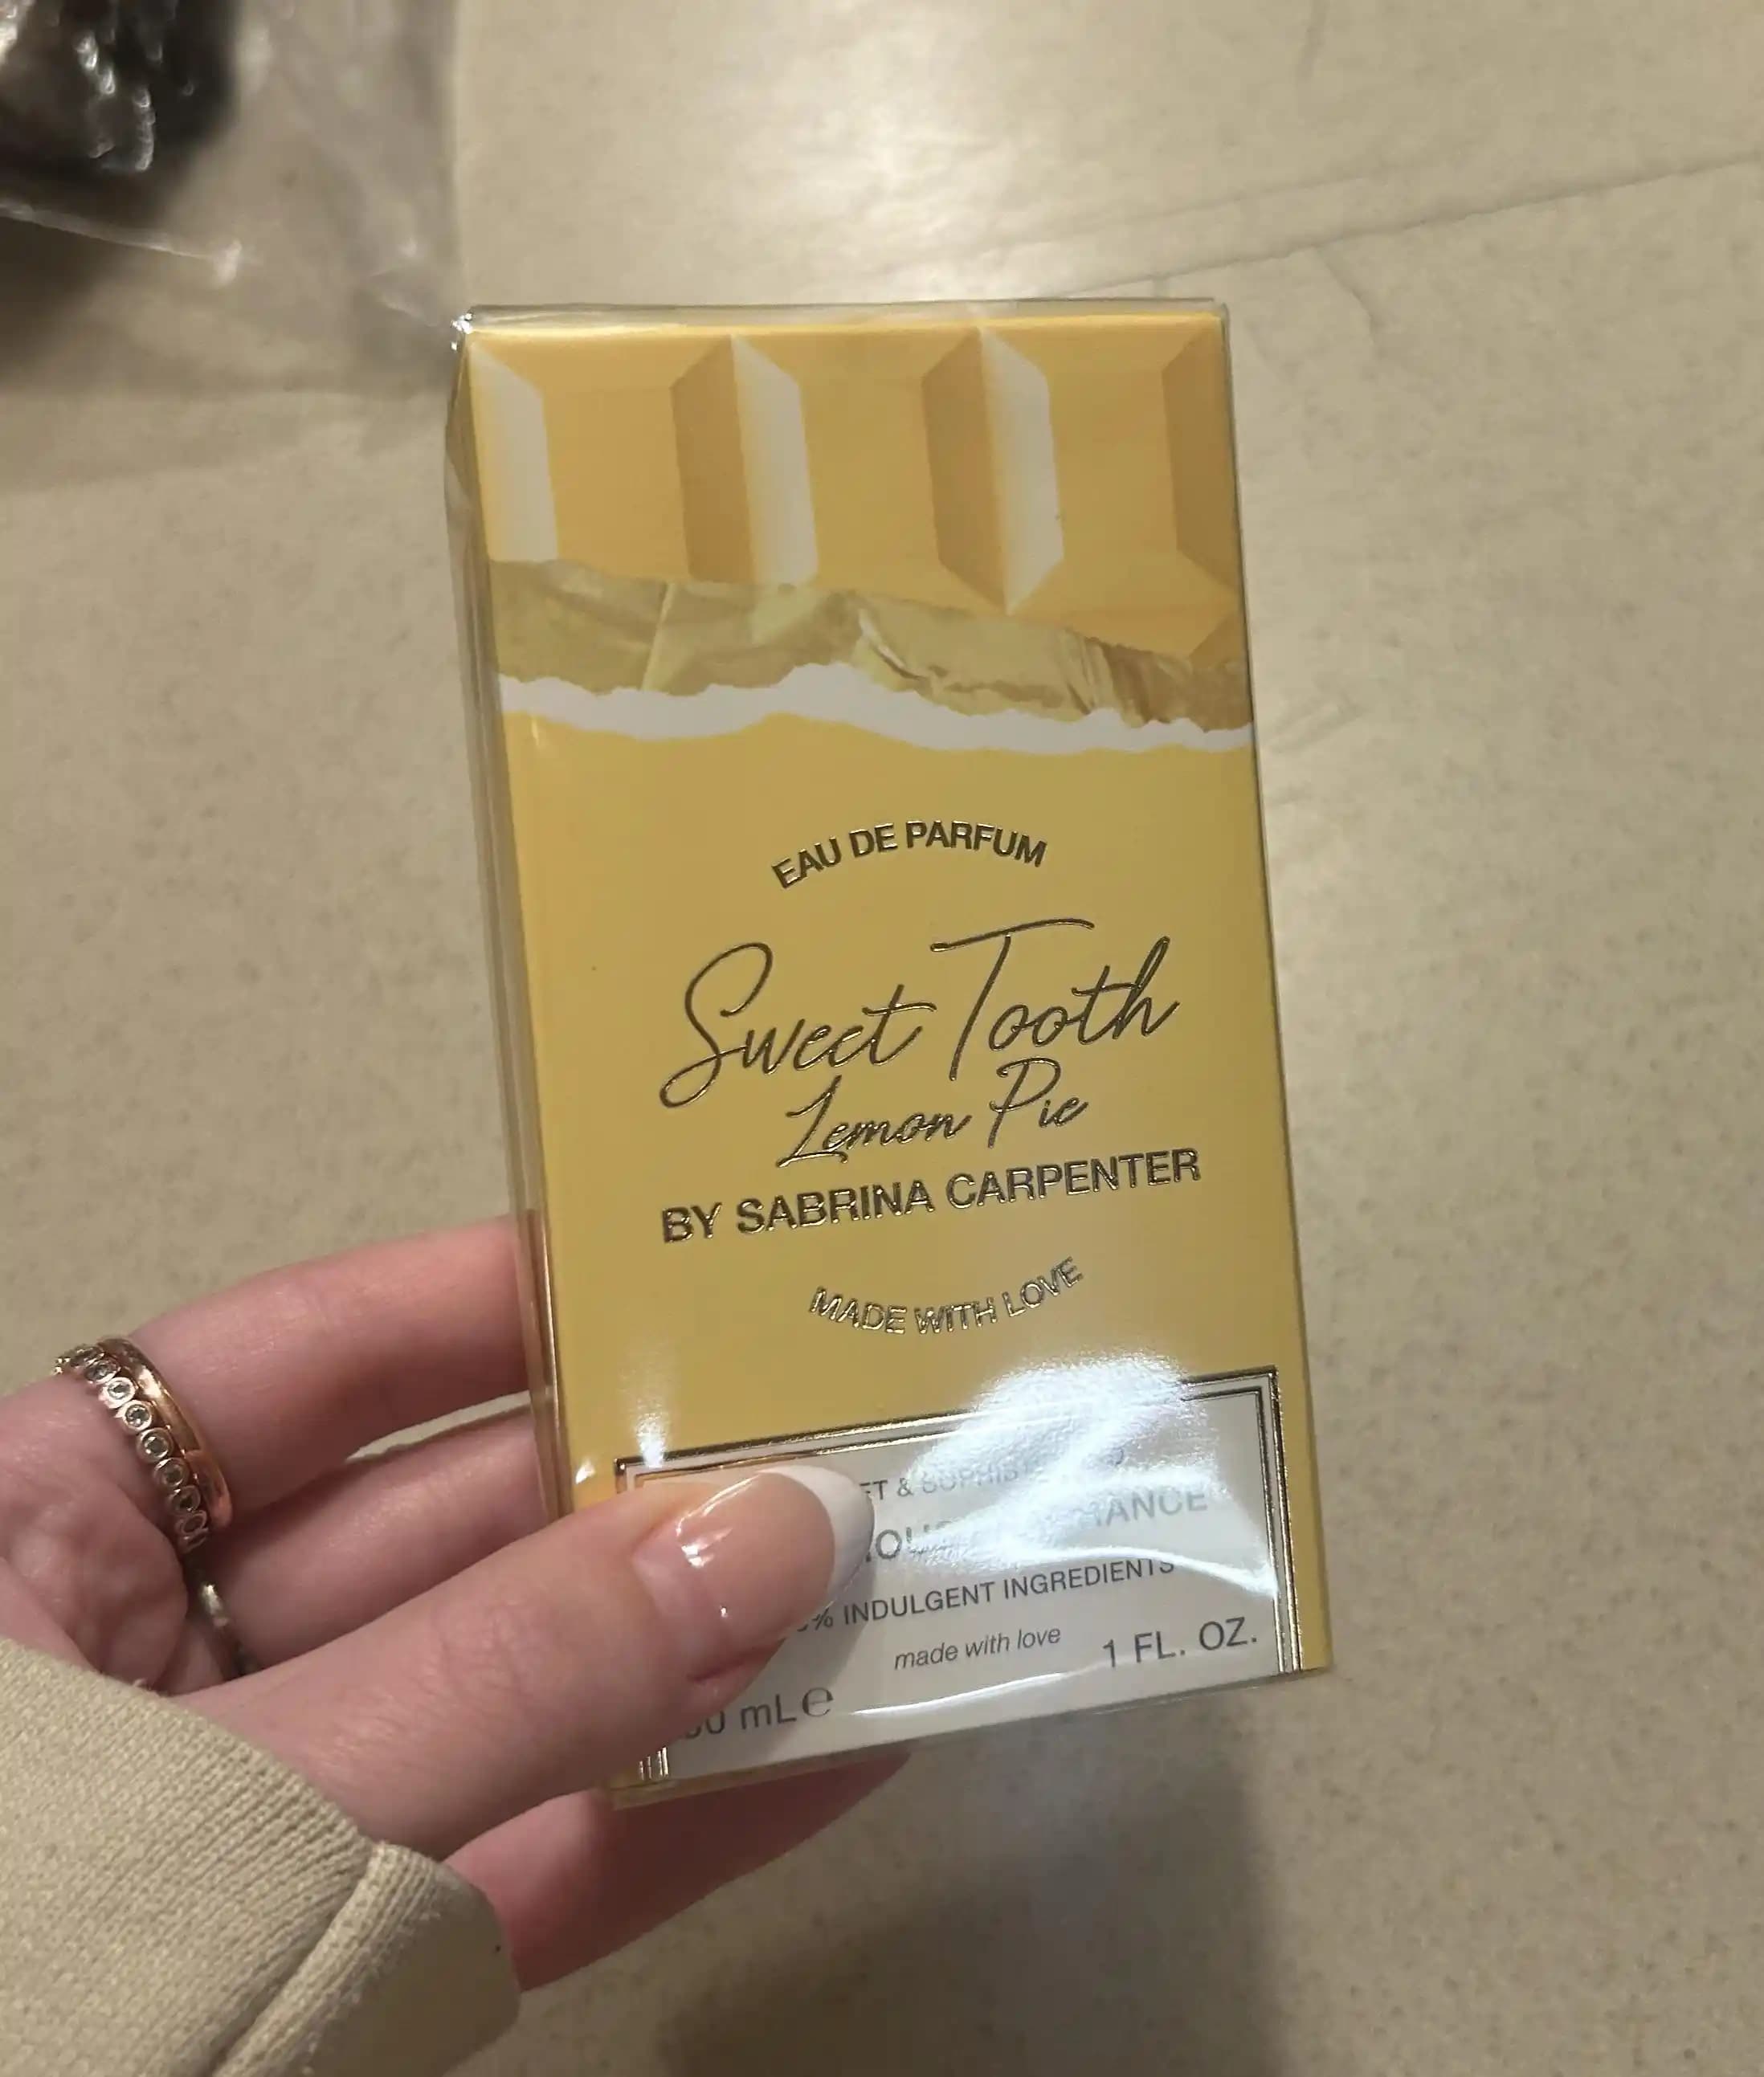 EAU DE PARFUM
Sweet Tooth
Lemon Pie
BY SABRINA CARPENTER
MADE WITH LOVE
&
INDULGENT INGREDIENTS
made with love
1 FL. OZ.
mL℮